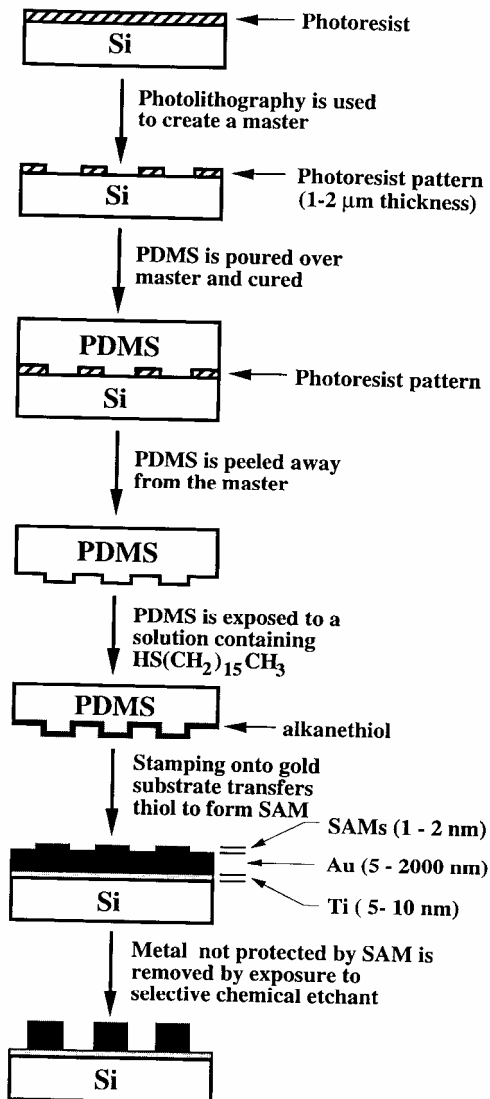 Photoresist
Si
Photolithography is used
to create a master
Photoresist pattern
(1-2 μm thickness)
Si
PDMS is poured over
master and cured
PDMS
Photoresist pattern
Si
PDMS is peeled away
from the master
PDMS
PDMS is exposed to a
solution containing
HS(CH₂)₁₅CH₃
PDMS
alkanethiol
Stamping onto gold
substrate transfers
thiol to form SAM
SAMs (1 - 2 nm)
Au (5 - 2000 nm)
Ti ( 5- 10 nm)
Si
Metal not protected by SAM is
removed by exposure to
selective chemical etchant
Si